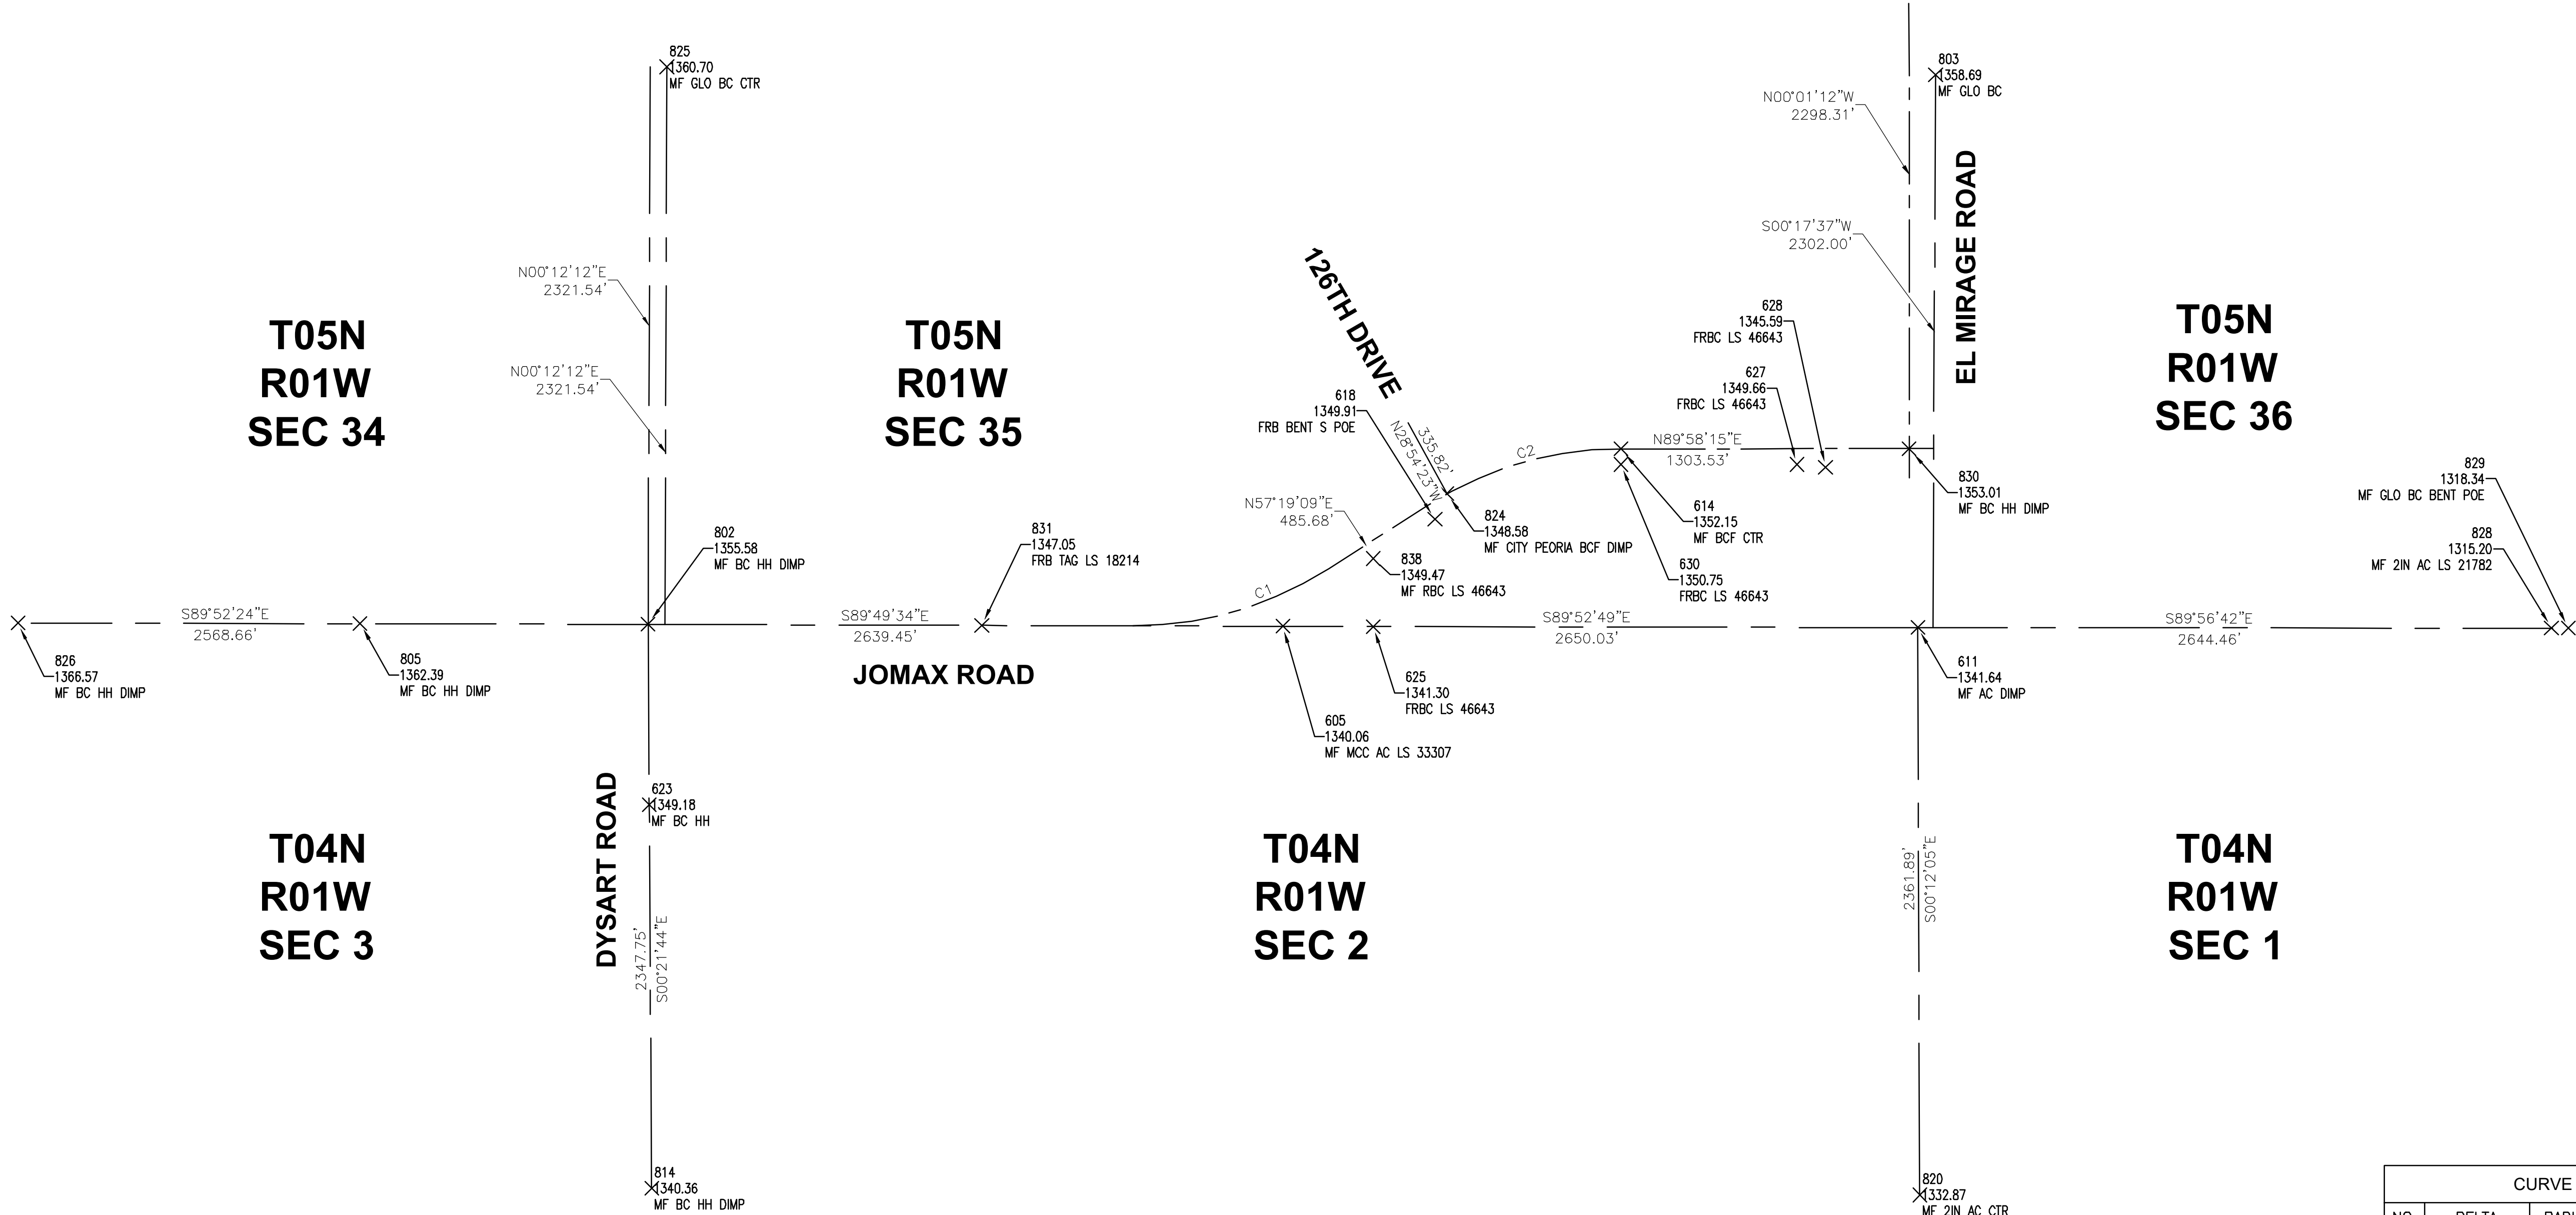 825
1360.70
MF GLO BC CTR
803
1358.69
MF GLO BC
N00°01'12"W
2298.31'
EL MIRAGE ROAD
S00°17'37"W
2302.00'
N00°12'12"E
2321.54'
N00°12'12"E
2321.54'
T05N
R01W
SEC 34
T05N
R01W
SEC 35
T05N
R01W
SEC 36
126TH DRIVE
628
1345.59
FRBC LS 46643
627
1349.66
FRBC LS 46643
618
1349.91
FRB BENT S POE
335.82'
N28°54'23"W
C2
N89°58'15"E
1303.53'
N57°19'09"E
485.68'
824
1348.58
MF CITY PEORIA BCF DIMP
614
1352.15
MF BCF CTR
830
1353.01
MF BC HH DIMP
829
1318.34
MF GLO BC BENT POE
828
1315.20
MF 2IN AC LS 21782
802
1355.58
MF BC HH DIMP
831
1347.05
FRB TAG LS 18214
838
1349.47
MF RBC LS 46643
630
1350.75
FRBC LS 46643
C1
S89°52'24"E
2568.66'
S89°49'34"E
2639.45'
S89°52'49"E
2650.03'
S89°56'42"E
2644.46'
826
1366.57
MF BC HH DIMP
805
1362.39
MF BC HH DIMP
JOMAX ROAD
625
1341.30
FRBC LS 46643
605
1340.06
MF MCC AC LS 33307
611
1341.64
MF AC DIMP
623
1349.18
MF BC HH
DYSART ROAD
2347.75'
S00°21'44"E
2361.89'
S00°12'05"E
T04N
R01W
SEC 3
T04N
R01W
SEC 2
T04N
R01W
SEC 1
814
1340.36
MF BC HH DIMP
820
1332.87
MF 2IN AC CTR
CURVE